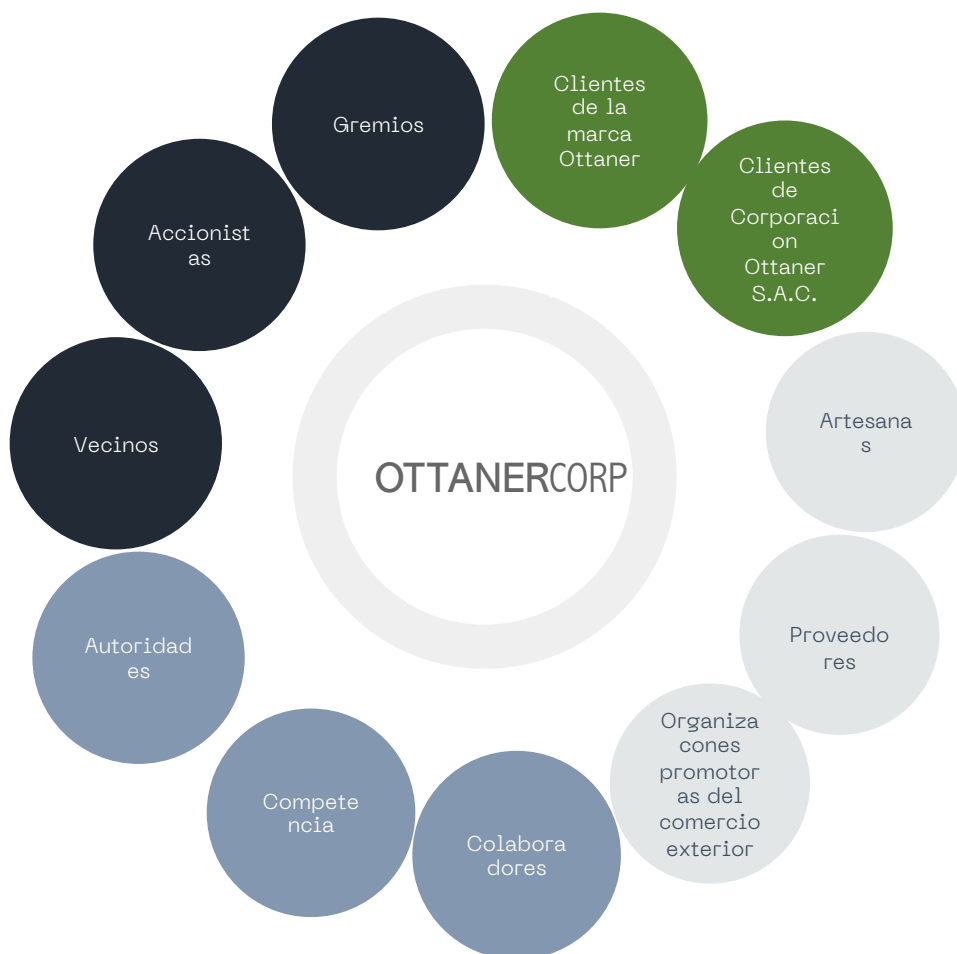 Gremios
Clientes
de la
marca
Ottaner
Clientes
de
Corporaci
on
Ottaner
S.A.C.
Accionist
as
Artesana
s
Vecinos
OTTANERCORP
Proveedo
res
Autoridad
es
Organiza
cones
promotor
as del
comercio
exterior
Compete
ncia
Colabora
dores